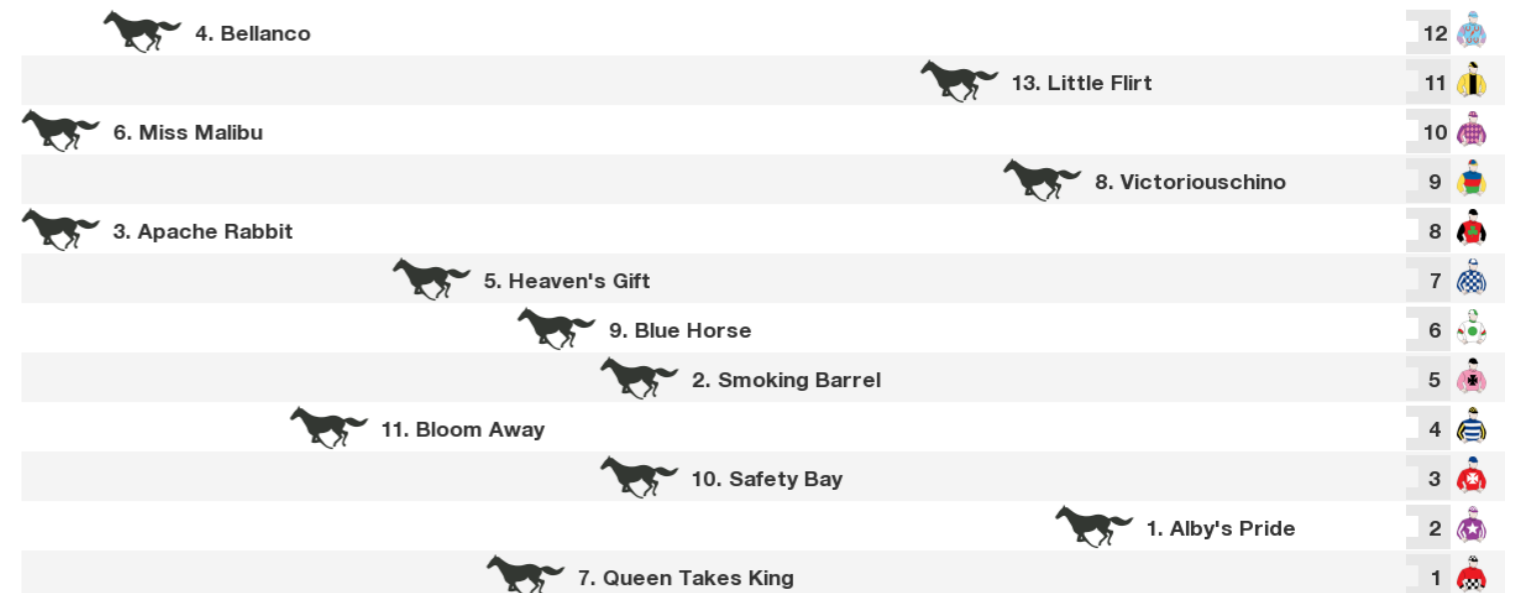 4. Bellanco 12
13. Little Flirt 11
6. Miss Malibu 10
8. Victoriouschino 9
3. Apache Rabbit 8
5. Heaven's Gift 7
9. Blue Horse 6
2. Smoking Barrel 5
11. Bloom Away 4
10. Safety Bay 3
1. Alby's Pride 2
7. Queen Takes King 1